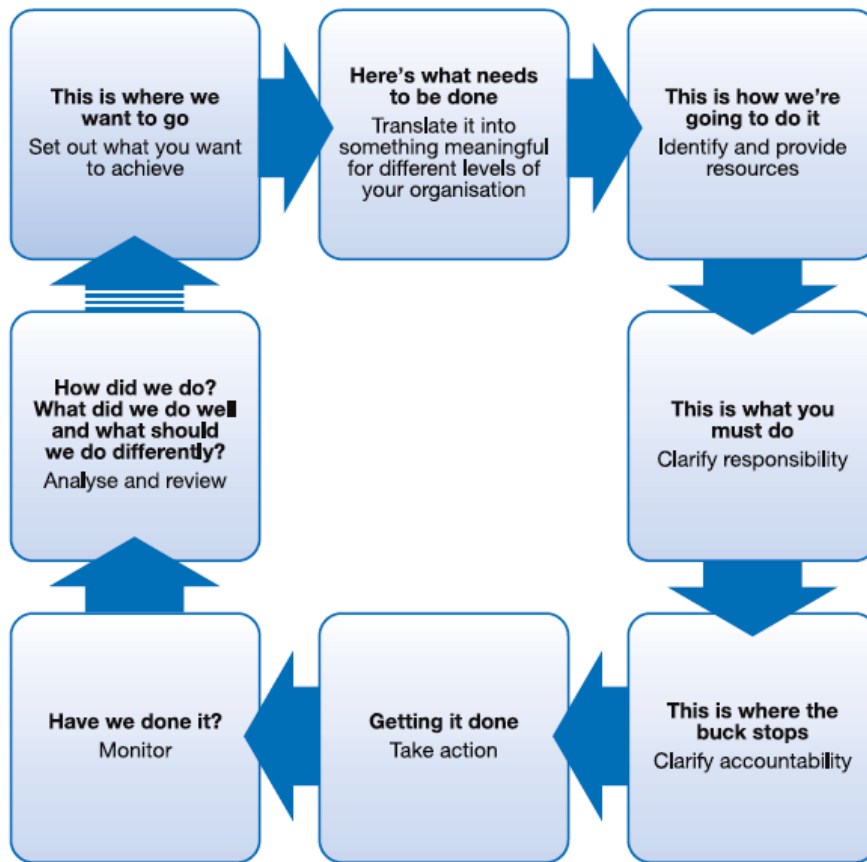 This is where we
want to go
Set out what you want
to achieve
Here's what needs
to be done
Translate it into
something meaningful
for different levels of
your organisation
This is how we're
going to do it
Identify and provide
resources
This is what you
must do
Clarify responsibility
This is where the
buck stops
Clarify accountability
Getting it done
Take action
Have we done it?
Monitor
How did we do?
What did we do well
and what should
we do differently?
Analyse and review